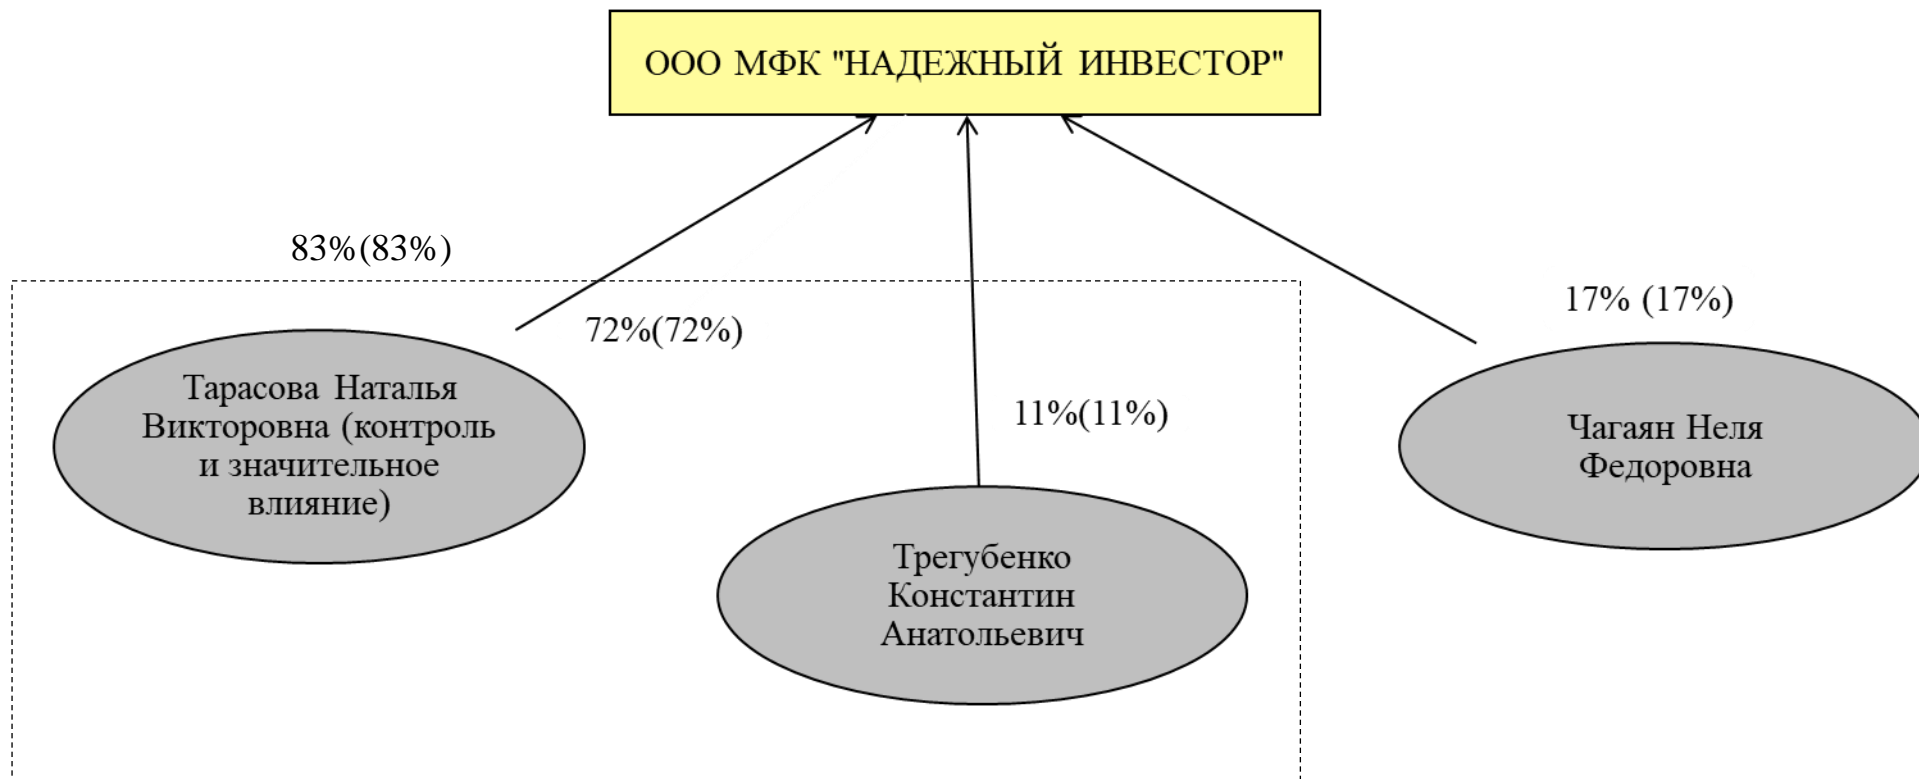 ООО МФК "НАДЕЖНЫЙ ИНВЕСТОР"
83%(83%)
72%(72%)
17% (17%)
11%(11%)
Тарасова Наталья
Викторовна (контроль
и значительное
влияние)
Трегубенко
Константин
Анатольевич
Чагаян Неля
Федоровна